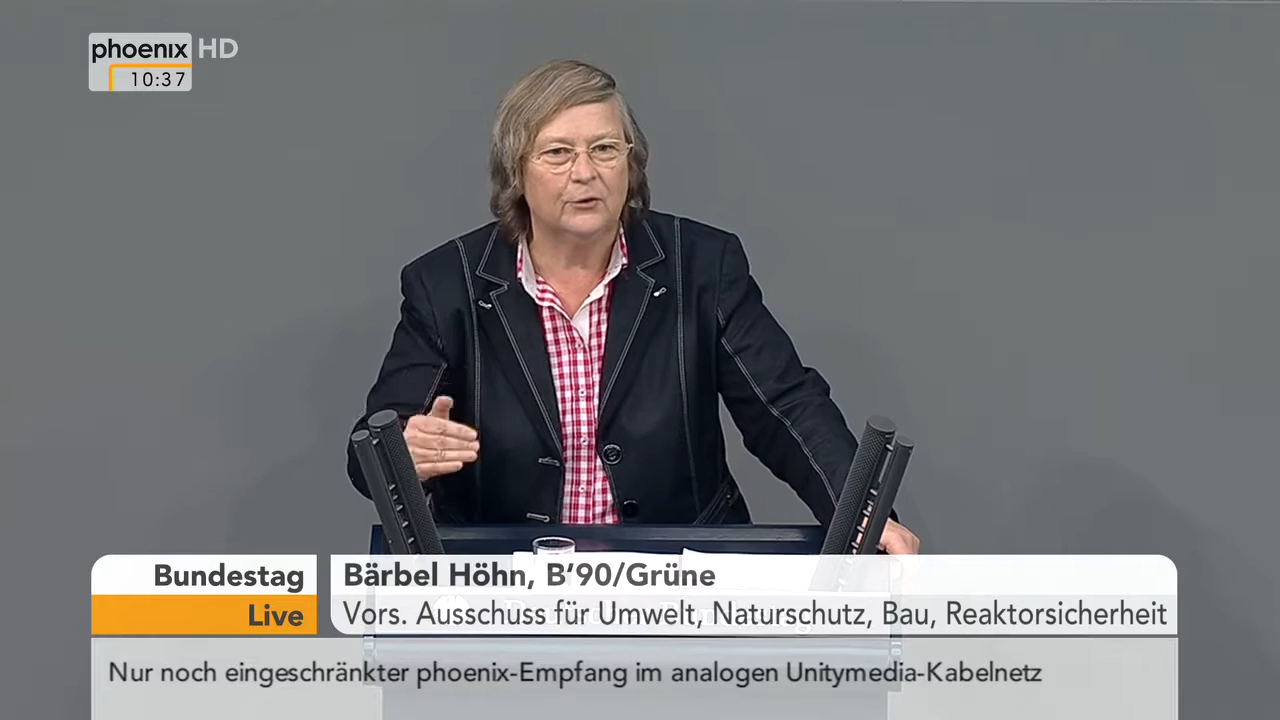 phoenix HD
10:37
Bundestag
Live
Bärbel Höhn, B‘90/Grüne
Vors. Ausschuss für Umwelt, Naturschutz, Bau, Reaktorsicherheit
Nur noch eingeschränkter phoenix-Empfang im analogen Unitymedia-Kabelnetz